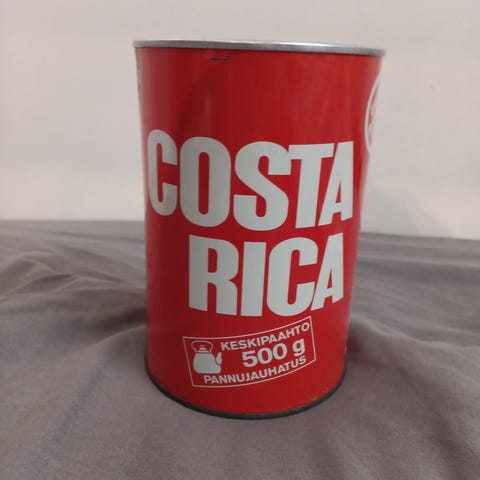 COSTA
RICA
KESKIPAAHTO
500 g
PANNUJAUHATUS